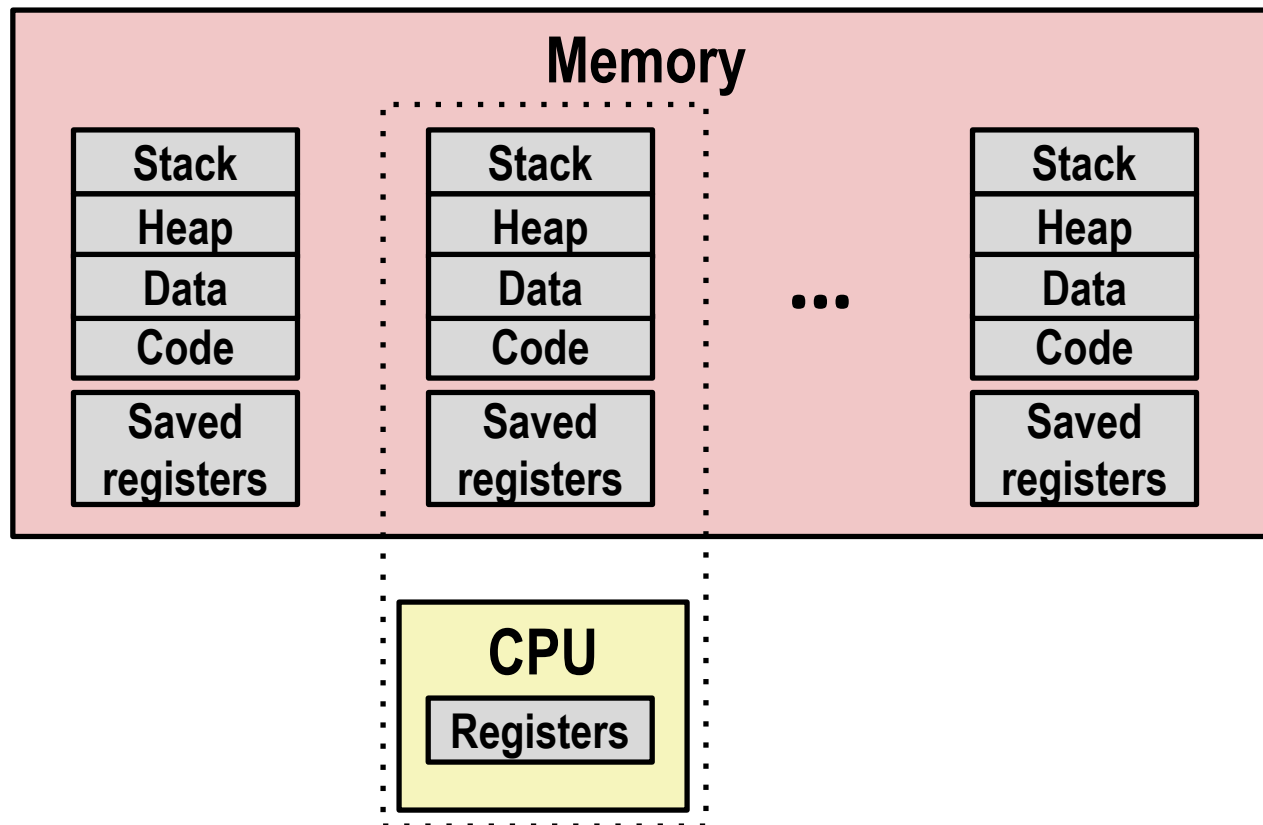 Memory
Stack
Heap
Data
Code
Saved
registers
Stack
Heap
Data
Code
Saved
registers
...
Stack
Heap
Data
Code
Saved
registers
CPU
Registers